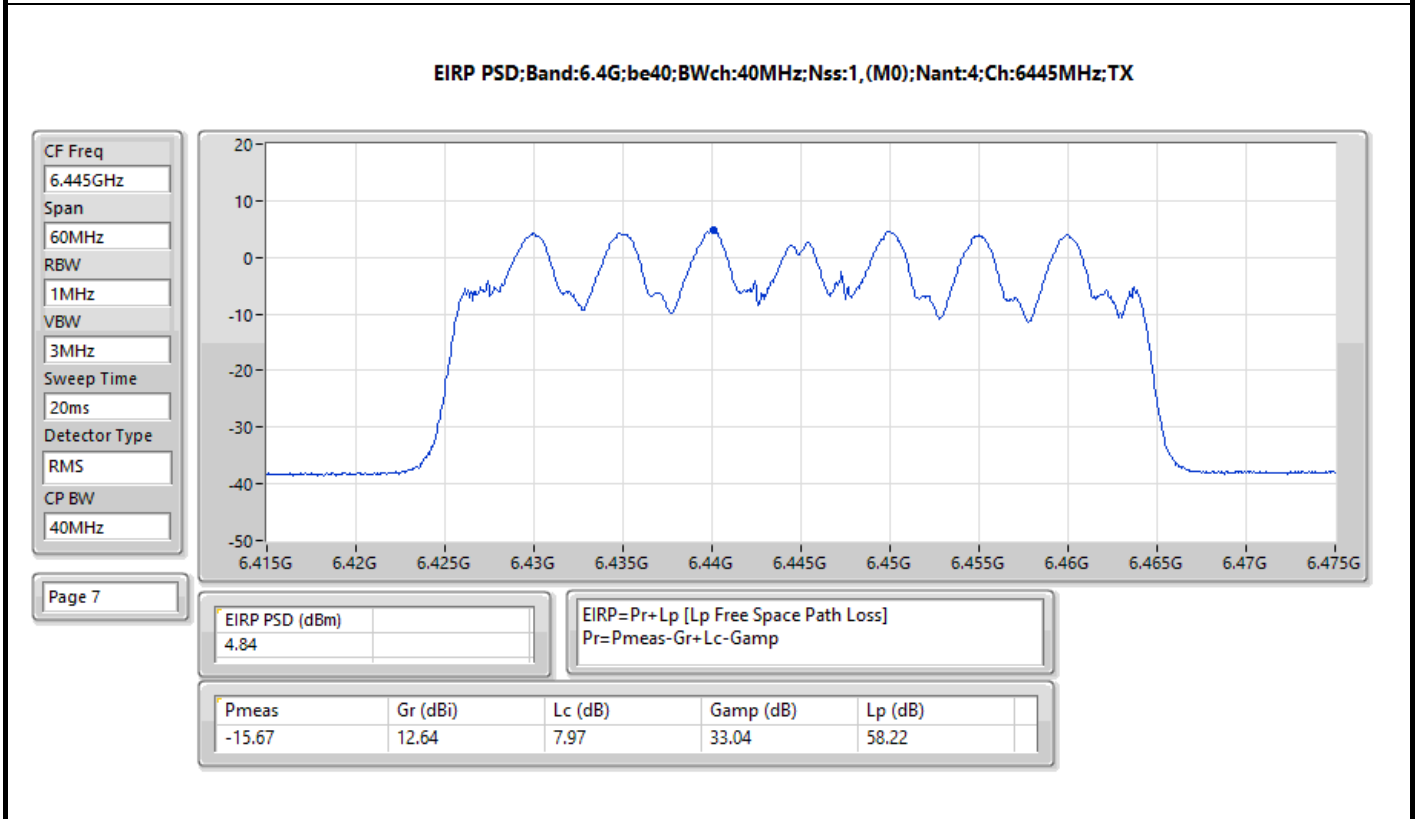 EIRP PSD;Band:6.4G;be40;BWch:40MHz;Nss:1,(M0);Nant:4;Ch:6445MHz;TX
CF Freq
6.445GHz
Span
60MHz
RBW
1MHz
VBW
3MHz
Sweep Time
20ms
Detector Type
RMS
CP BW
40MHz
Page 7
20
10
0
-10
-20
-30
-40
-50
6.415G 6.42G 6.425G 6.43G 6.435G 6.44G 6.445G 6.45G 6.455G 6.46G 6.465G 6.47G 6.475G
EIRP PSD (dBm)
4.84
EIRP=Pr+Lp [Lp Free Space Path Loss]
Pr=Pmeas-Gr+Lc-Gamp
Pmeas Gr (dBi) Lc (dB) Gamp (dB) Lp (dB)
-15.67 12.64 7.97 33.04 58.22